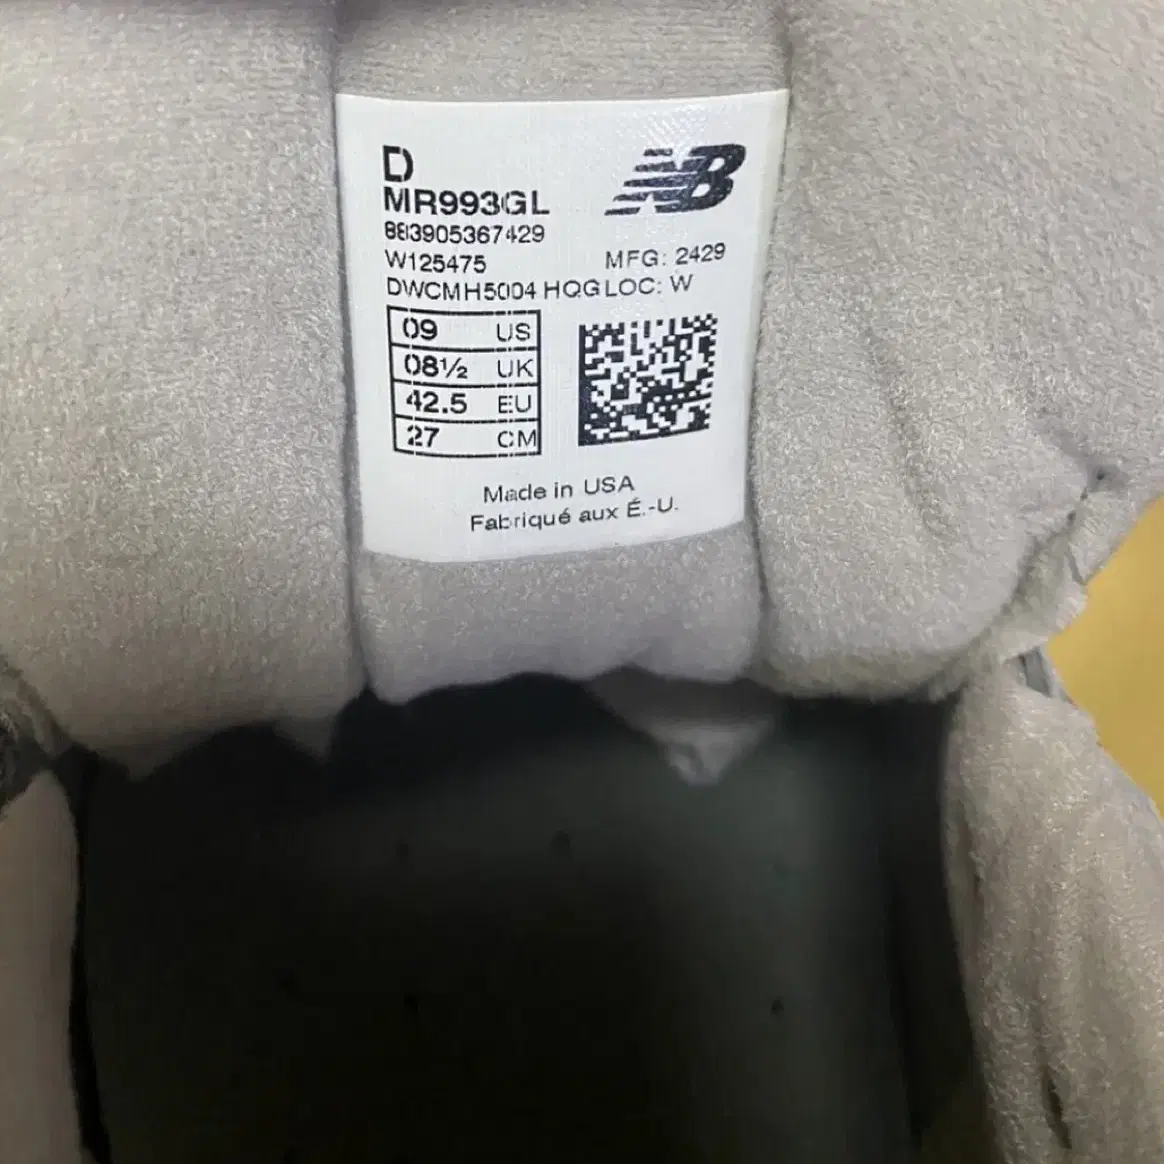 D
NB
MR993GL
883905367429
W125475 MFG: 2429
DWCMH5004 HQG LOC: W
09 US
08½ UK
42.5 EU
27 CM
Made in USA
Fabriqué aux É.-U.